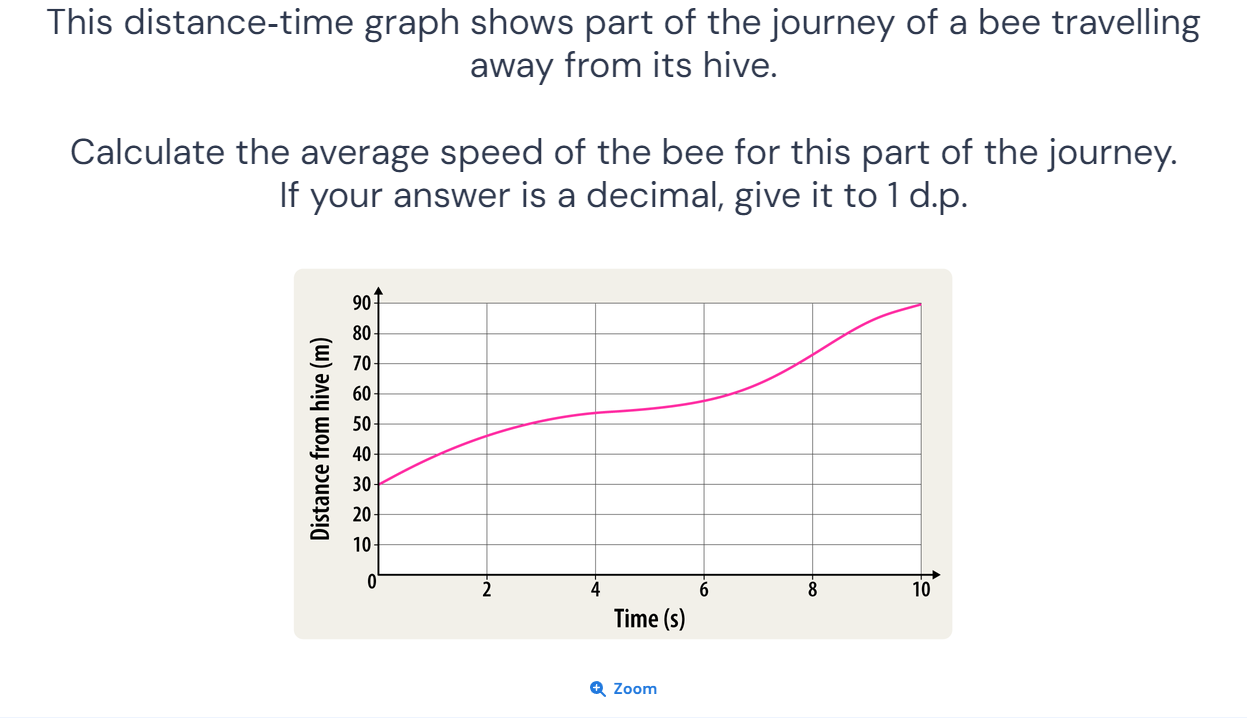 This distance-time graph shows part of the journey of a bee travelling
away from its hive.
Calculate the average speed of the bee for this part of the journey.
If your answer is a decimal, give it to 1 d.p.
Distance from hive (m)
90
80
70
60
50
40
30
20
10
0
2 4 6 8 10
Time (s)
Zoom